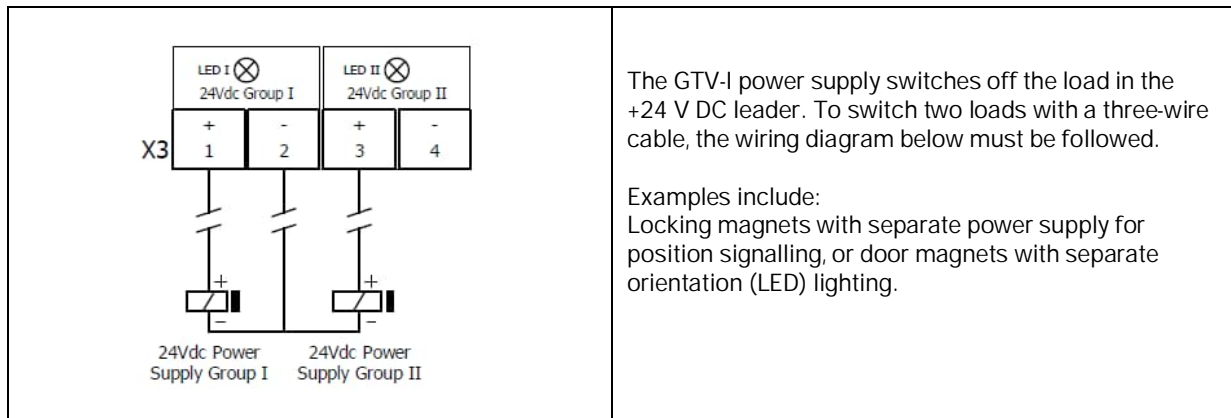 LED I
24Vdc Group I
LED II
24Vdc Group II
+ - + -
X3 1 2 3 4
+ +
– –
24Vdc Power
Supply Group I
24Vdc Power
Supply Group II
The GTV-I power supply switches off the load in the
+24 V DC leader. To switch two loads with a three-wire
cable, the wiring diagram below must be followed.
Examples include:
Locking magnets with separate power supply for
position signalling, or door magnets with separate
orientation (LED) lighting.